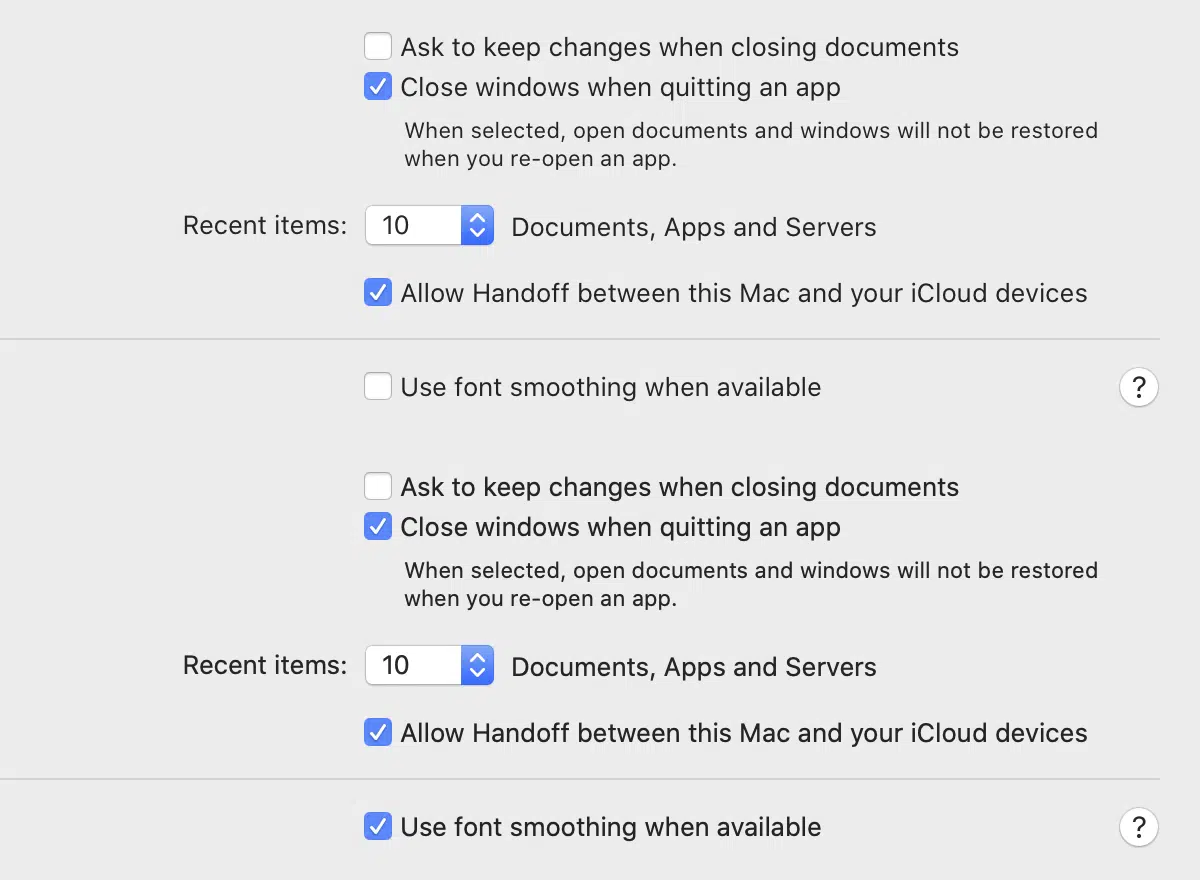 Ask to keep changes when closing documents
Close windows when quitting an app
When selected, open documents and windows will not be restored
when you re-open an app.
Recent items: 10 Documents, Apps and Servers
Allow Handoff between this Mac and your iCloud devices
Use font smoothing when available ?
Ask to keep changes when closing documents
Close windows when quitting an app
When selected, open documents and windows will not be restored
when you re-open an app.
Recent items: 10 Documents, Apps and Servers
Allow Handoff between this Mac and your iCloud devices
Use font smoothing when available ?